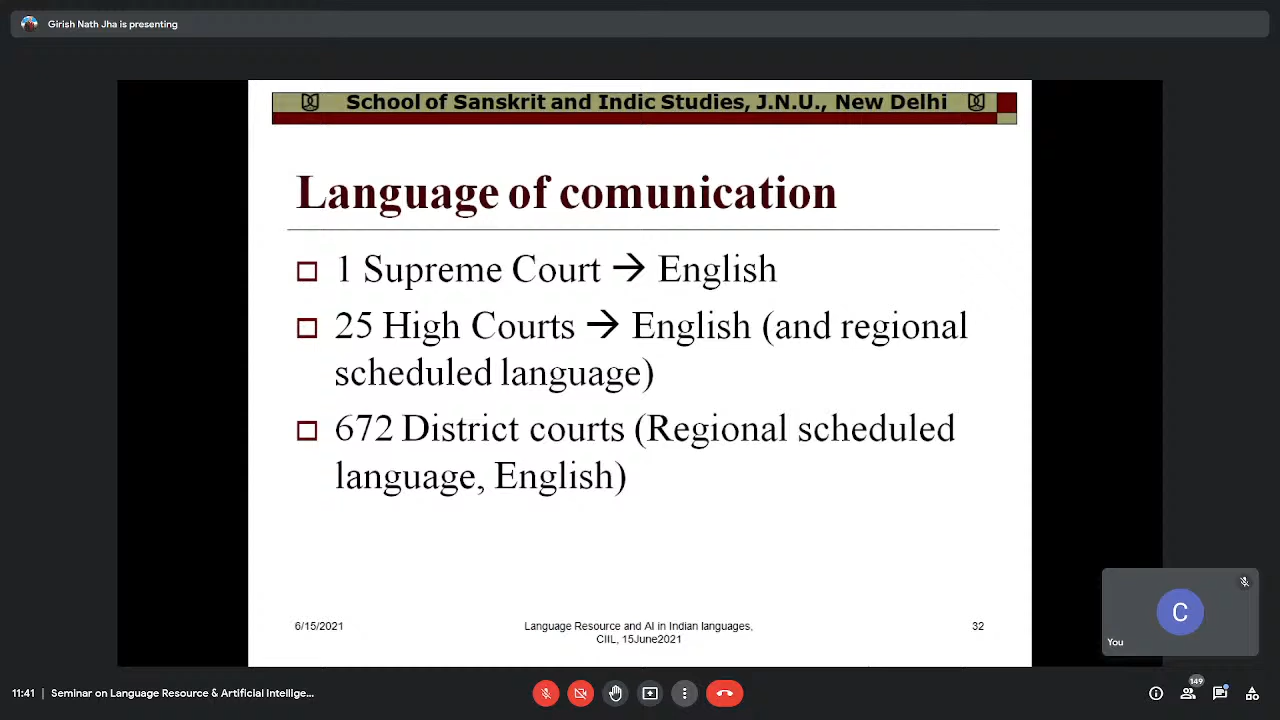 Girish Nath Jha is presenting
School of Sanskrit and Indic Studies, J.N.U., New Delhi
Language of comunication
1 Supreme Court → English
25 High Courts → English (and regional
scheduled language)
672 District courts (Regional scheduled
language, English)
6/15/2021
Language Resource and AI in Indian languages,
CIIL, 15June2021
32
C
You
11:41 | Seminar on Language Resource & Artificial Intellige...
149